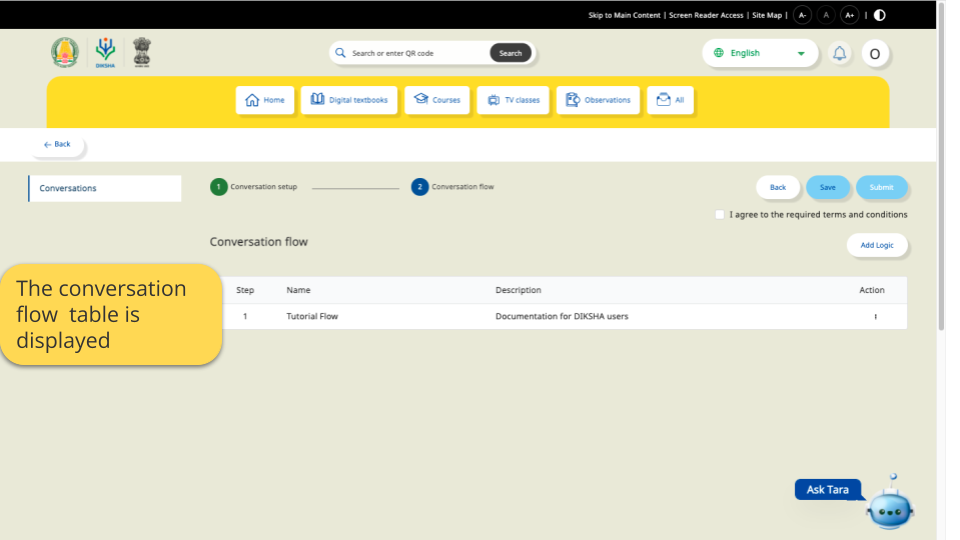 Skip to Main Content | Screen Reader Access | Site Map | A- A A+ |
DIKSHA
Search or enter QR code Search
English
O
Home Digital textbooks Courses TV classes Observations All
← Back
Conversations
1 Conversation setup 2 Conversation flow
Back Save Submit
I agree to the required terms and conditions
Conversation flow
Add Logic
Step Name Description Action
1 Tutorial Flow Documentation for DIKSHA users
The conversation
flow table is
displayed
Ask Tara